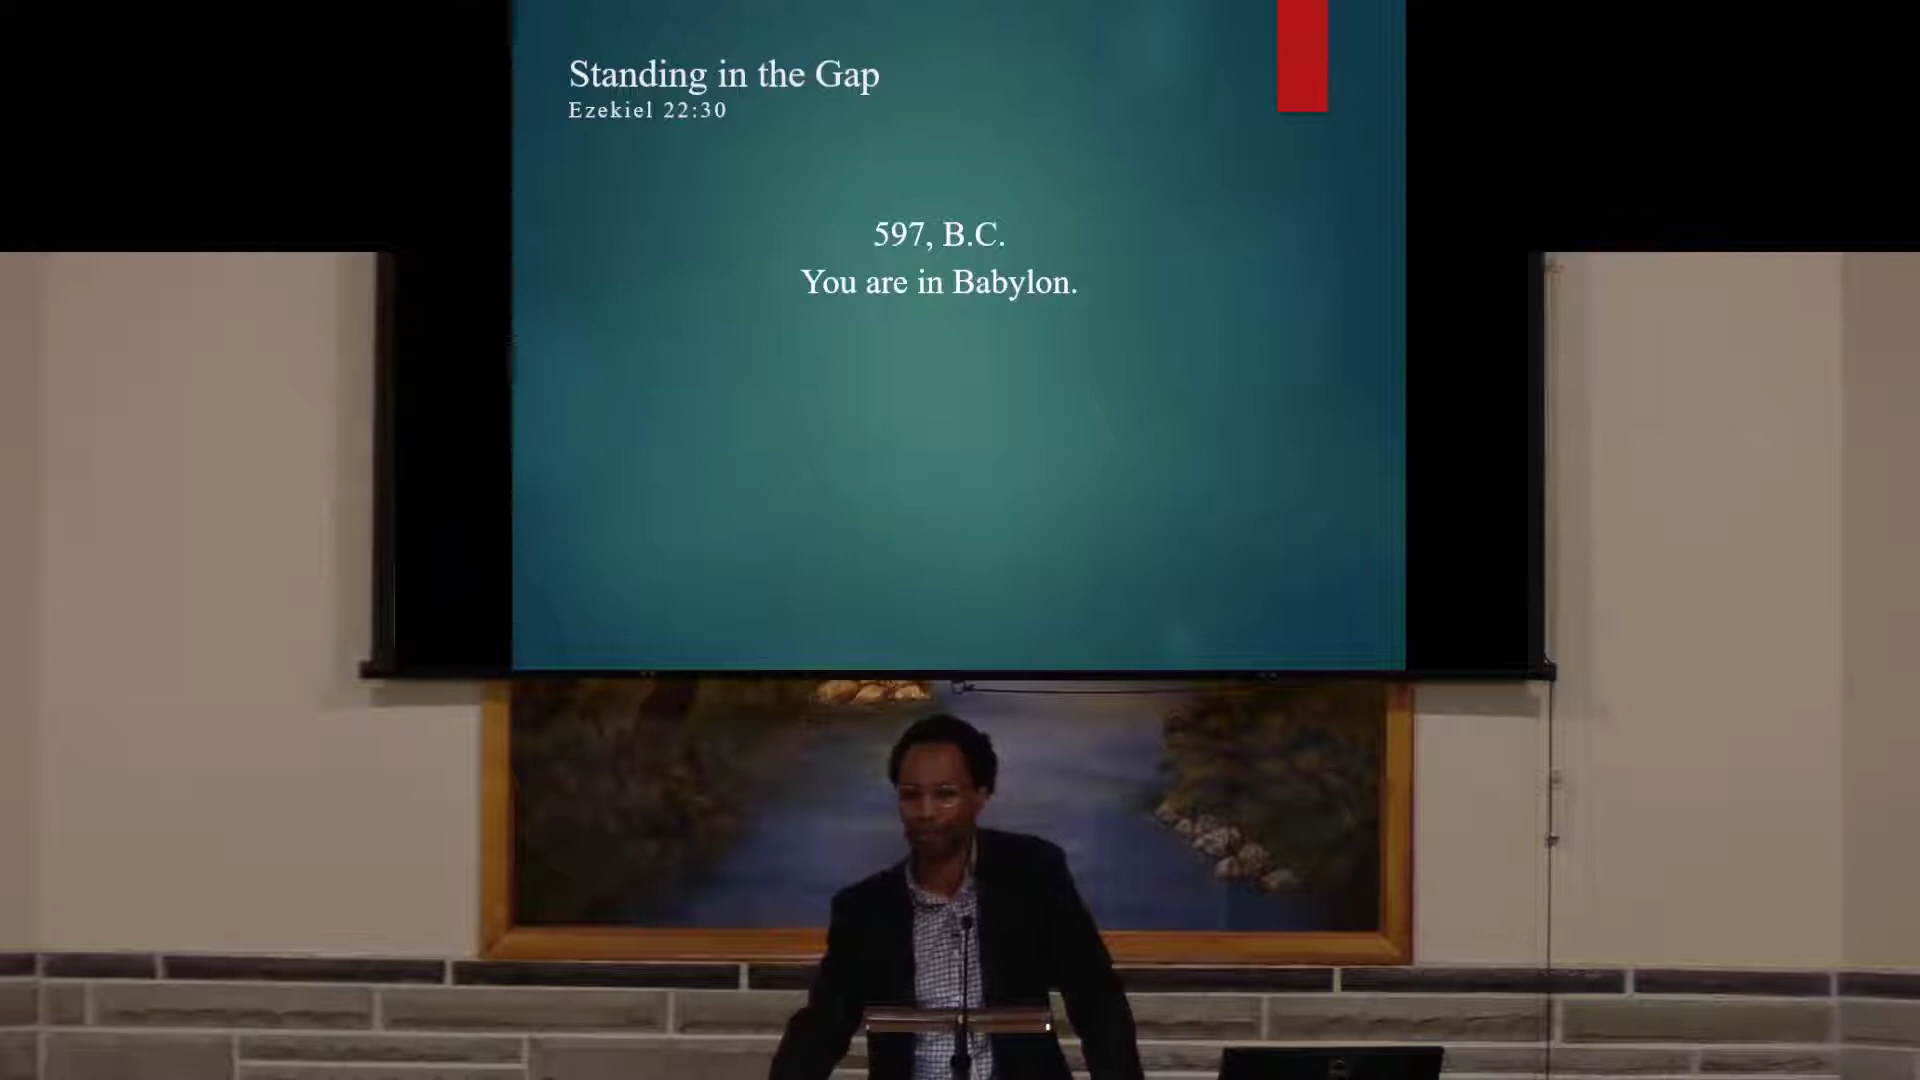 Standing in the Gap
Ezekiel 22:30
597, B.C.
You are in Babylon.